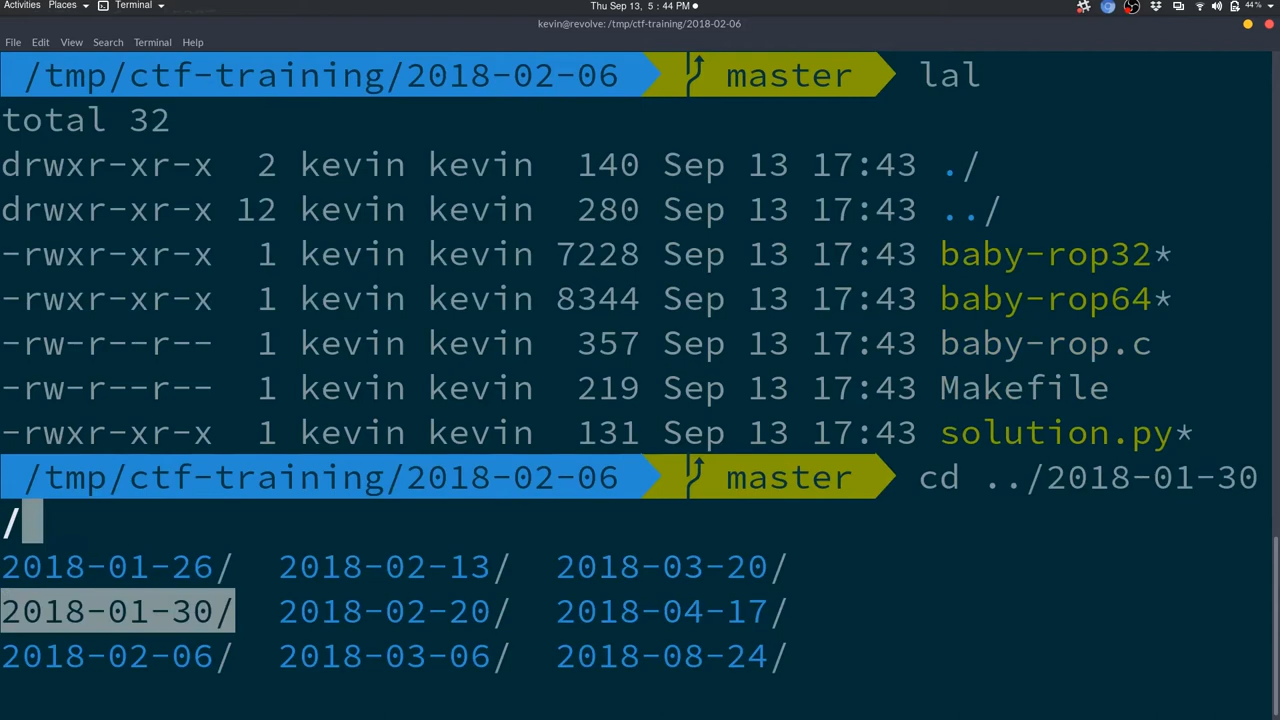 Activities Places Terminal Thu Sep 13, 5:44 PM 44%
kevin@revolve: /tmp/ctf-training/2018-02-06
File Edit View Search Terminal Help
/tmp/ctf-training/2018-02-06 master lal
total 32
drwxr-xr-x 2 kevin kevin 140 Sep 13 17:43 ./
drwxr-xr-x 12 kevin kevin 280 Sep 13 17:43 ../
-rwxr-xr-x 1 kevin kevin 7228 Sep 13 17:43 baby-rop32*
-rwxr-xr-x 1 kevin kevin 8344 Sep 13 17:43 baby-rop64*
-rw-r--r-- 1 kevin kevin 357 Sep 13 17:43 baby-rop.c
-rw-r--r-- 1 kevin kevin 219 Sep 13 17:43 Makefile
-rwxr-xr-x 1 kevin kevin 131 Sep 13 17:43 solution.py*
/tmp/ctf-training/2018-02-06 master cd ../2018-01-30
/
2018-01-26/ 2018-02-13/ 2018-03-20/
2018-01-30/ 2018-02-20/ 2018-04-17/
2018-02-06/ 2018-03-06/ 2018-08-24/